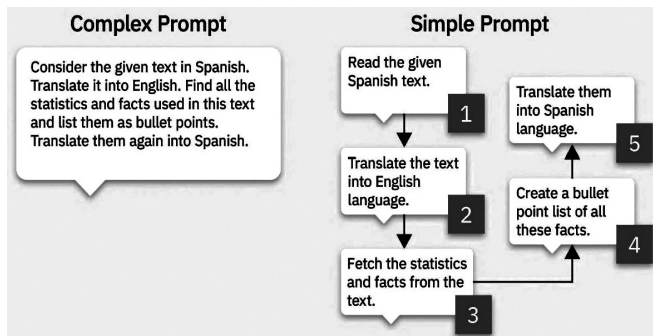 Complex Prompt
Consider the given text in Spanish.
Translate it into English. Find all the
statistics and facts used in this text
and list them as bullet points.
Translate them again into Spanish.
Simple Prompt
Read the given
Spanish text.
1
Translate the text
into English
language.
2
Fetch the statistics
and facts from the
text.
3
Create a bullet
point list of all
these facts.
4
Translate them
into Spanish
language.
5